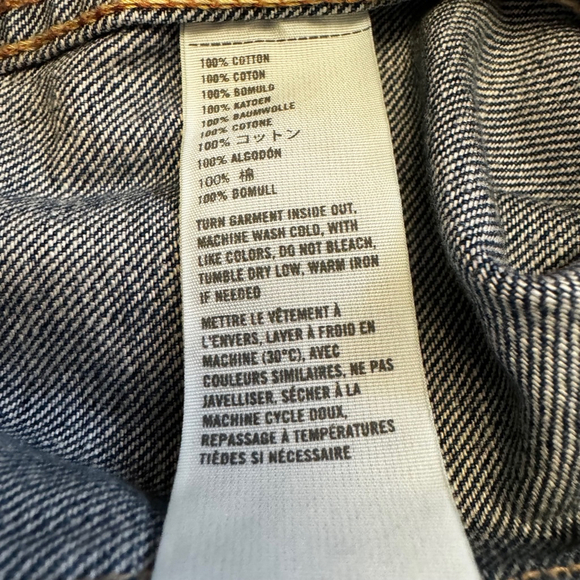 100% COTTON
100% COTON
100% BOMULD
100% KATOEN
100% BAUMWOLLE
100% COTONE
100% コットン
100% ALGODÓN
100% 棉
100% BOMULL
TURN GARMENT INSIDE OUT,
MACHINE WASH COLD, WITH
LIKE COLORS, DO NOT BLEACH,
TUMBLE DRY LOW, WARM IRON
IF NEEDED
METTRE LE VÊTEMENT À
L'ENVERS, LAVER À FROID EN
MACHINE (30°C), AVEC
COULEURS SIMILAIRES, NE PAS
JAVELLISER, SÉCHER À LA
MACHINE CYCLE DOUX,
REPASSAGE À TEMPÉRATURES
TIÈDES SI NÉCESSAIRE